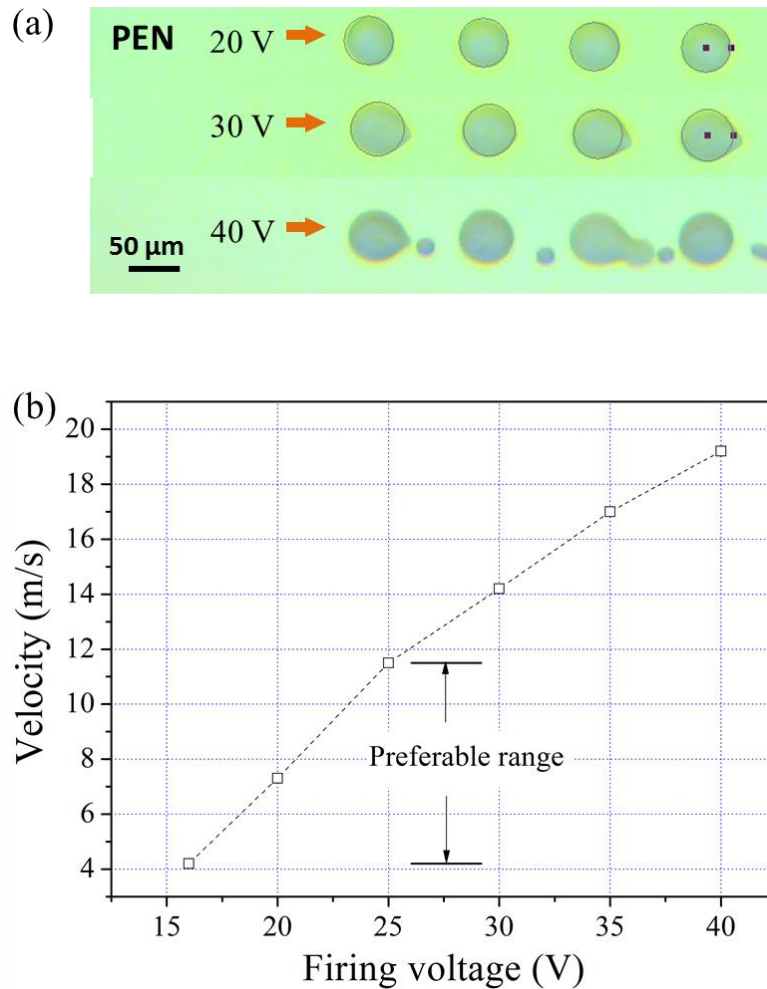 (a)
PEN
20 V
30 V
40 V
50 μm
(b)
Velocity (m/s)
20
18
16
14
12
10
8
6
4
Preferable range
15 20 25 30 35 40
Firing voltage (V)